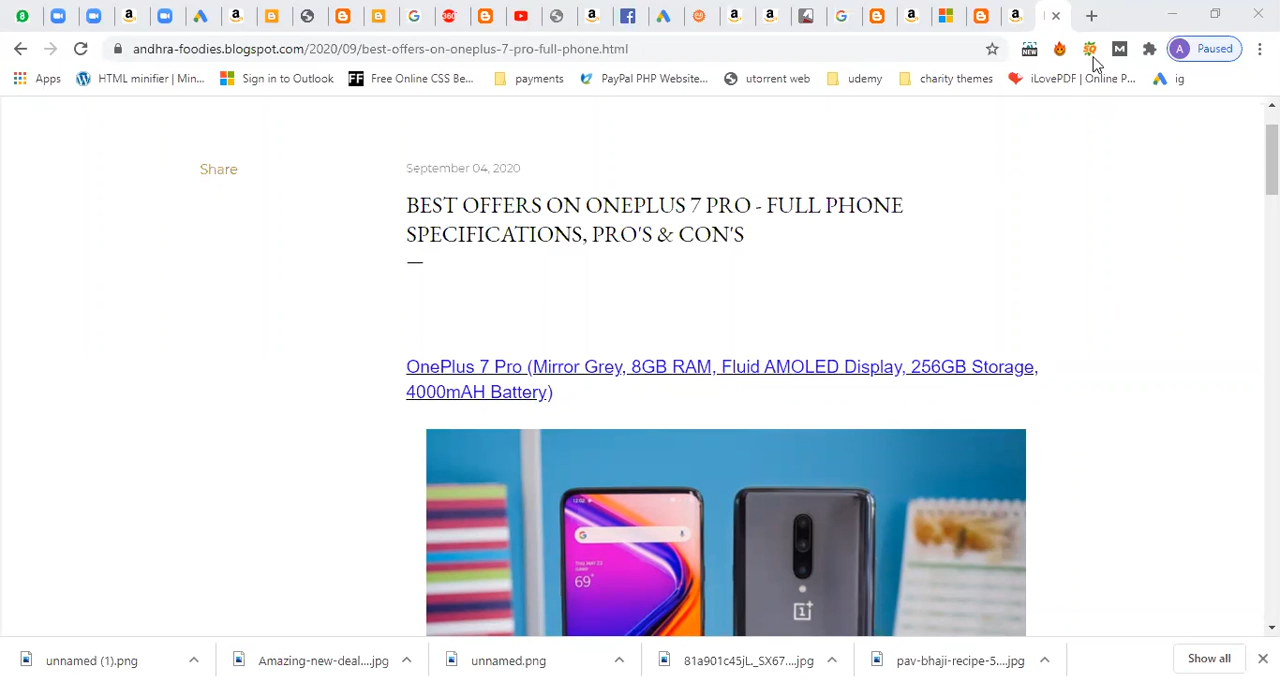 andhra-foodies.blogspot.com/2020/09/best-offers-on-oneplus-7-pro-full-phone.html
NEW
M
A
Paused
Apps
HTML minifier | Min...
Sign in to Outlook
FF
Free Online CSS Be...
payments
PayPal PHP Website...
utorrent web
udemy
charity themes
iLovePDF | Online P...
ig
September 04, 2020
Share
BEST OFFERS ON ONEPLUS 7 PRO - FULL PHONE
SPECIFICATIONS, PRO'S & CON'S
OnePlus 7 Pro (Mirror Grey, 8GB RAM, Fluid AMOLED Display, 256GB Storage,
4000mAH Battery)
69°
unnamed (1).png
Amazing-new-deal....jpg
unnamed.png
81a901c45jL._SX67....jpg
pav-bhaji-recipe-5....jpg
Show all